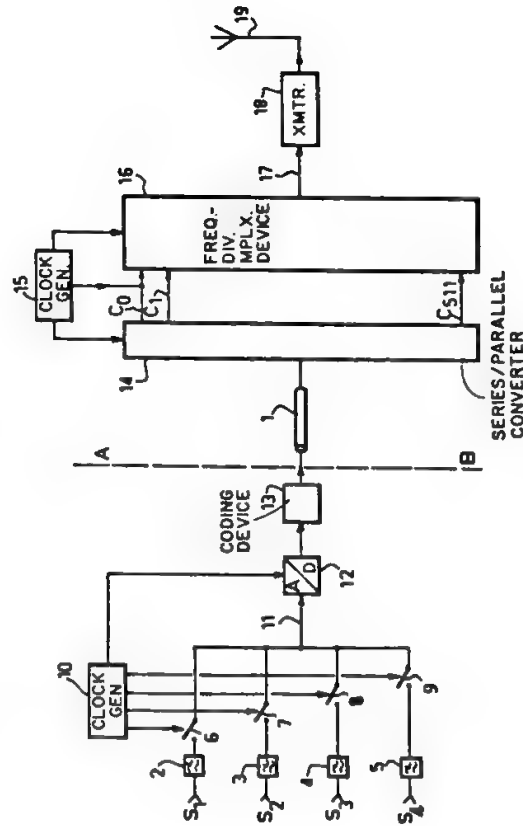 10
CLOCK
GEN
S1
2
6
S2
3
7
S3
4
8
S4
5
9
11
A
D
12
CODING
DEVICE
13
A
B
1
14
SERIES/PARALLEL
CONVERTER
15
CLOCK
GEN.
C0
C1
C511
16
FREQ.-
DIV.
MPLX.
DEVICE
17
18
XMTR.
19